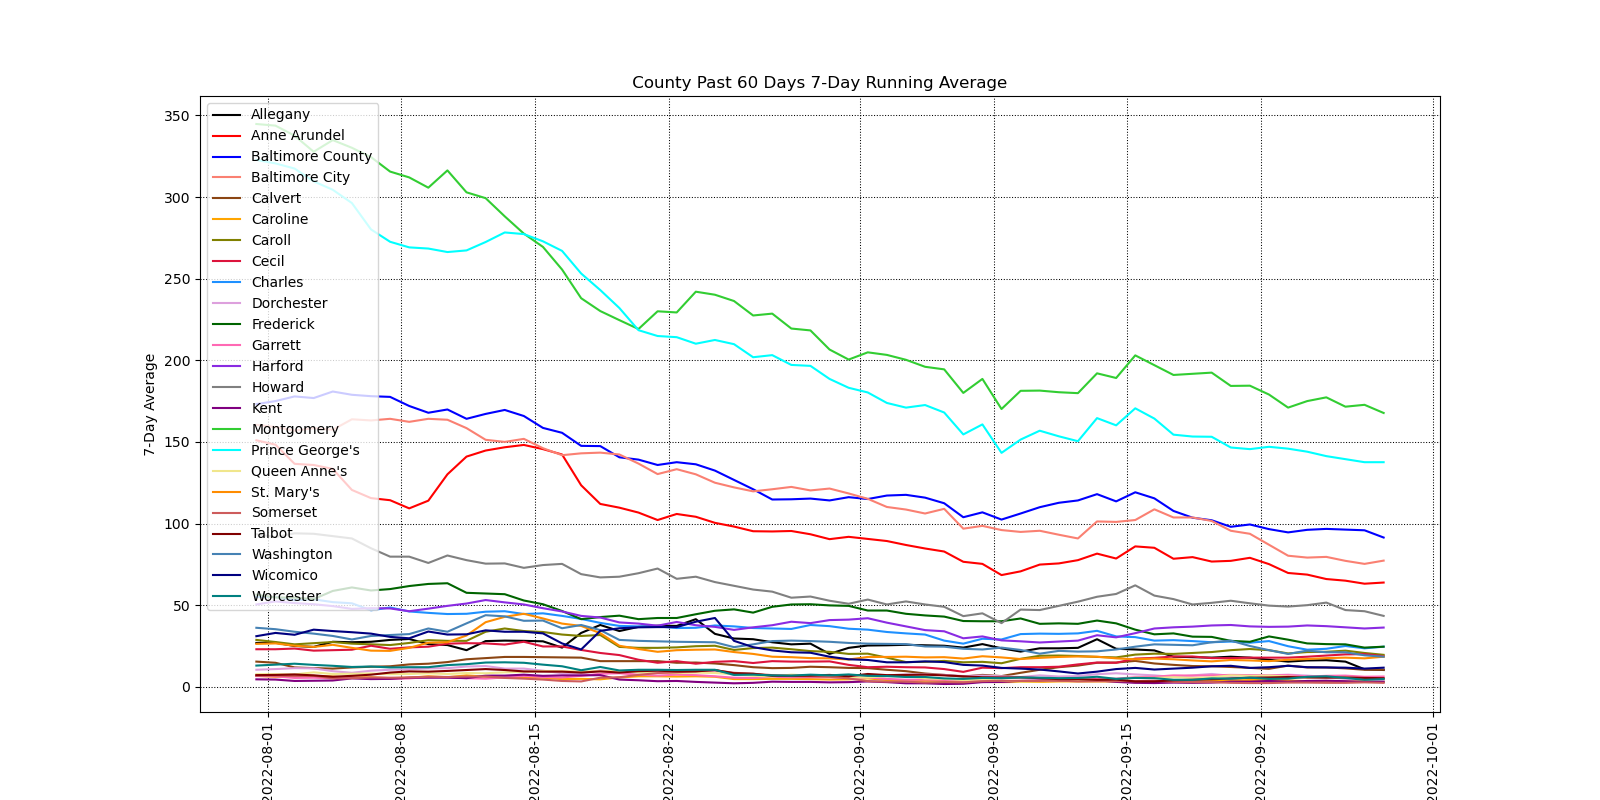 County Past 60 Days 7-Day Running Average
7-Day Average
350
300
250
200
150
100
50
0
Allegany
Anne Arundel
Baltimore County
Baltimore City
Calvert
Caroline
Caroll
Cecil
Charles
Dorchester
Frederick
Garrett
Harford
Howard
Kent
Montgomery
Prince George's
Queen Anne's
St. Mary's
Somerset
Talbot
Washington
Wicomico
Worcester
2022-08-01
2022-08-08
2022-08-15
2022-08-22
2022-09-01
2022-09-08
2022-09-15
2022-09-22
2022-10-01